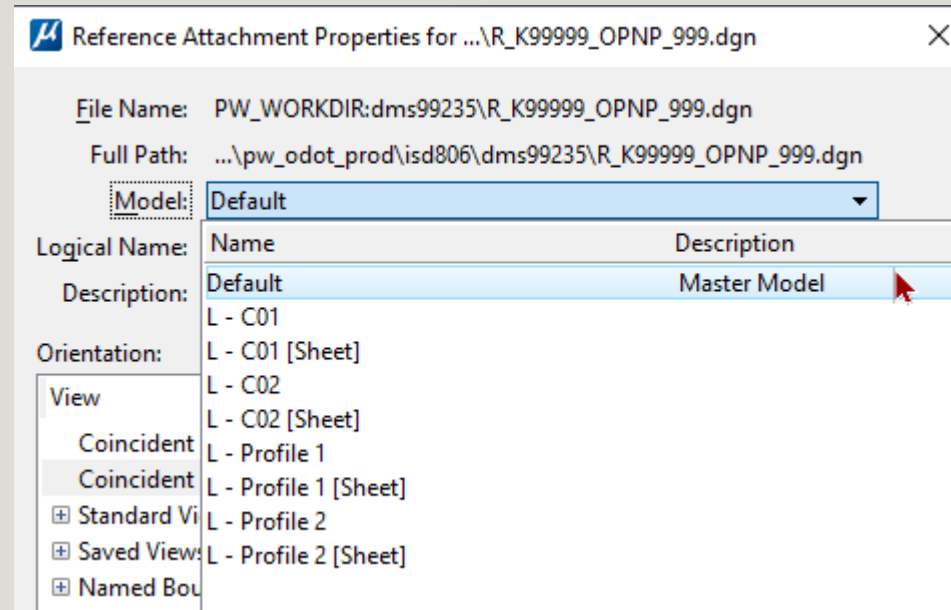 Reference Attachment Properties for ...\R_K99999_OPNP_999.dgn
File Name: PW_WORKDIR:dms99235\R_K99999_OPNP_999.dgn
Full Path: ...\pw_odot_prod\isd806\dms99235\R_K99999_OPNP_999.dgn
Model: Default
Logical Name: Name Description
Description: Default Master Model
L - C01
Orientation: L - C01 [Sheet]
View L - C02
L - C02 [Sheet]
Coincident L - Profile 1
Coincident L - Profile 1 [Sheet]
Standard Vi L - Profile 2
Saved Views L - Profile 2 [Sheet]
Named Bou